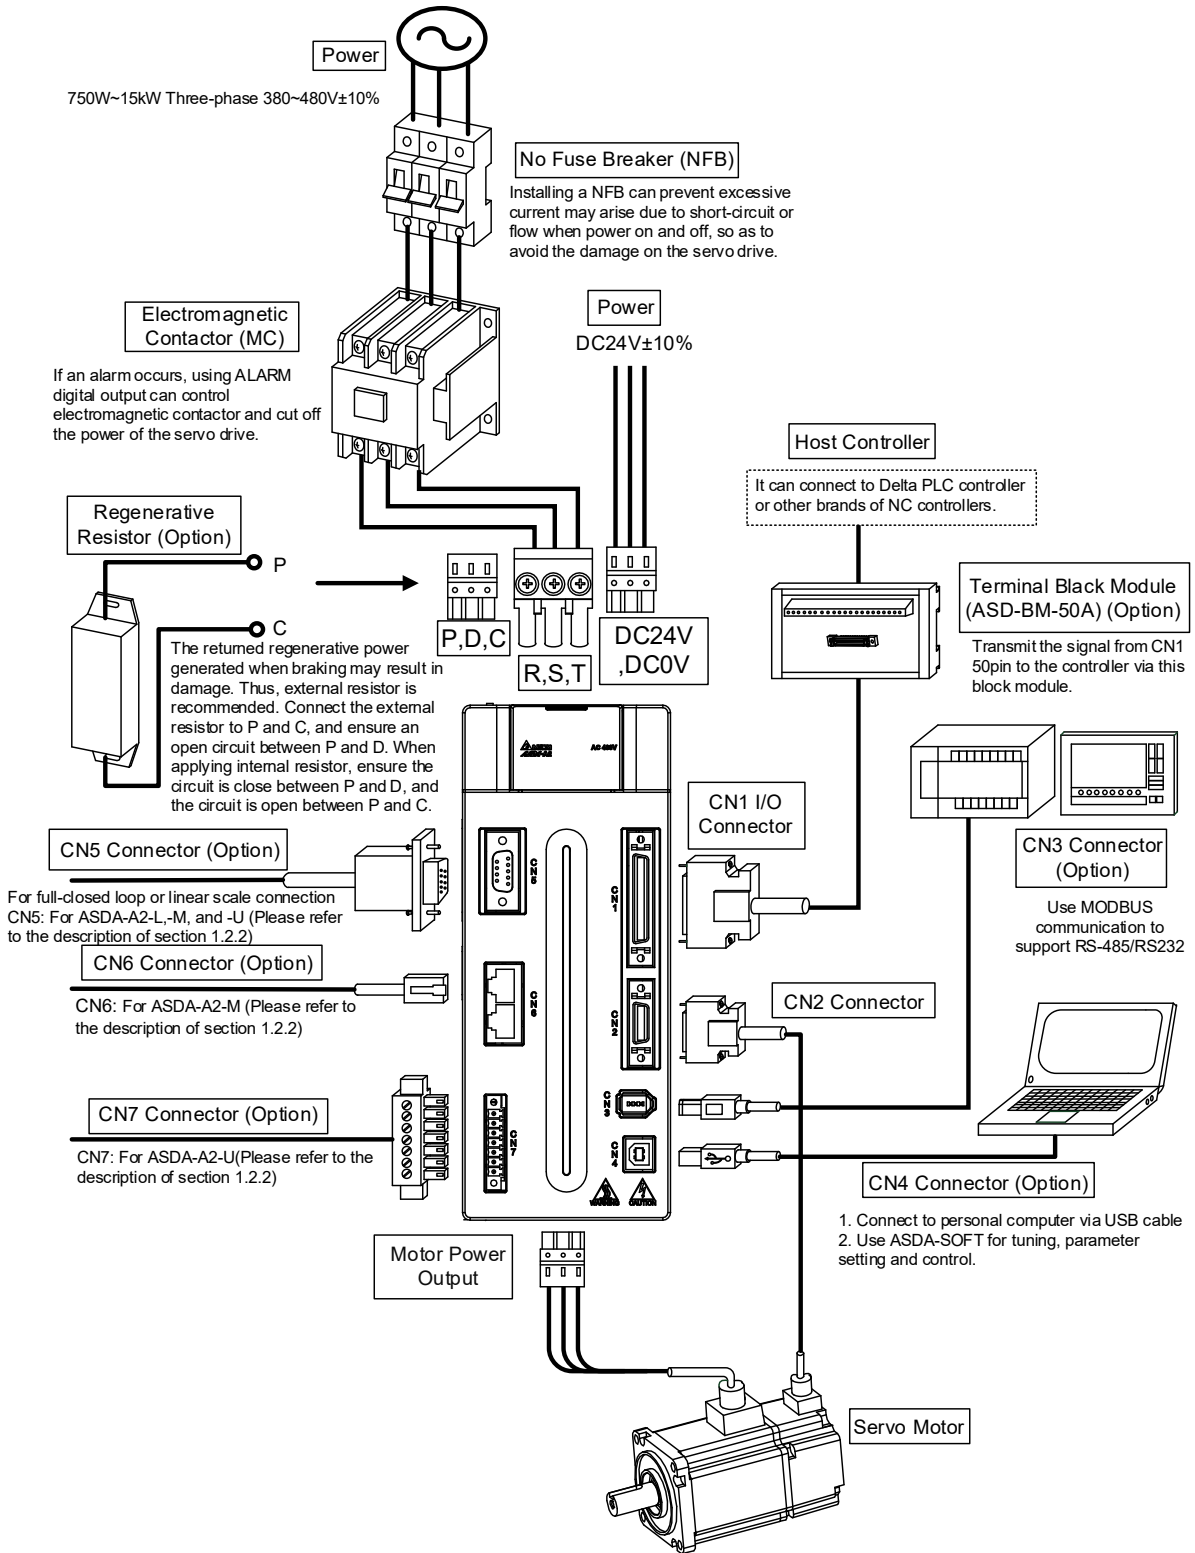 Power
750W~15kW Three-phase 380~480V±10%
No Fuse Breaker (NFB)
Installing a NFB can prevent excessive
current may arise due to short-circuit or
flow when power on and off, so as to
avoid the damage on the servo drive.
Electromagnetic
Contactor (MC)
If an alarm occurs, using ALARM
digital output can control
electromagnetic contactor and cut off
the power of the servo drive.
Power
DC24V±10%
Host Controller
It can connect to Delta PLC controller
or other brands of NC controllers.
Regenerative
Resistor (Option)
P
C
The returned regenerative power
generated when braking may result in
damage. Thus, external resistor is
recommended. Connect the external
resistor to P and C, and ensure an
open circuit between P and D. When
applying internal resistor, ensure the
circuit is close between P and D, and
the circuit is open between P and C.
P,D,C
R,S,T
DC24V
,DC0V
Terminal Black Module
(ASD-BM-50A) (Option)
Transmit the signal from CN1
50pin to the controller via this
block module.
ASDA-A2
AC 400V
CN1 I/O
Connector
CN3 Connector
(Option)
Use MODBUS
communication to
support RS-485/RS232
CN5 Connector (Option)
For full-closed loop or linear scale connection
CN5: For ASDA-A2-L,-M, and -U (Please refer
to the description of section 1.2.2)
CN5
CN1
CN6 Connector (Option)
CN6: For ASDA-A2-M (Please refer to
the description of section 1.2.2)
CN6
CN2
CN2 Connector
CN7 Connector (Option)
CN7: For ASDA-A2-U(Please refer to the
description of section 1.2.2)
CN7
CN3
CN4
WARNING
CAUTION
CN4 Connector (Option)
1. Connect to personal computer via USB cable
2. Use ASDA-SOFT for tuning, parameter
setting and control.
Motor Power
Output
Servo Motor